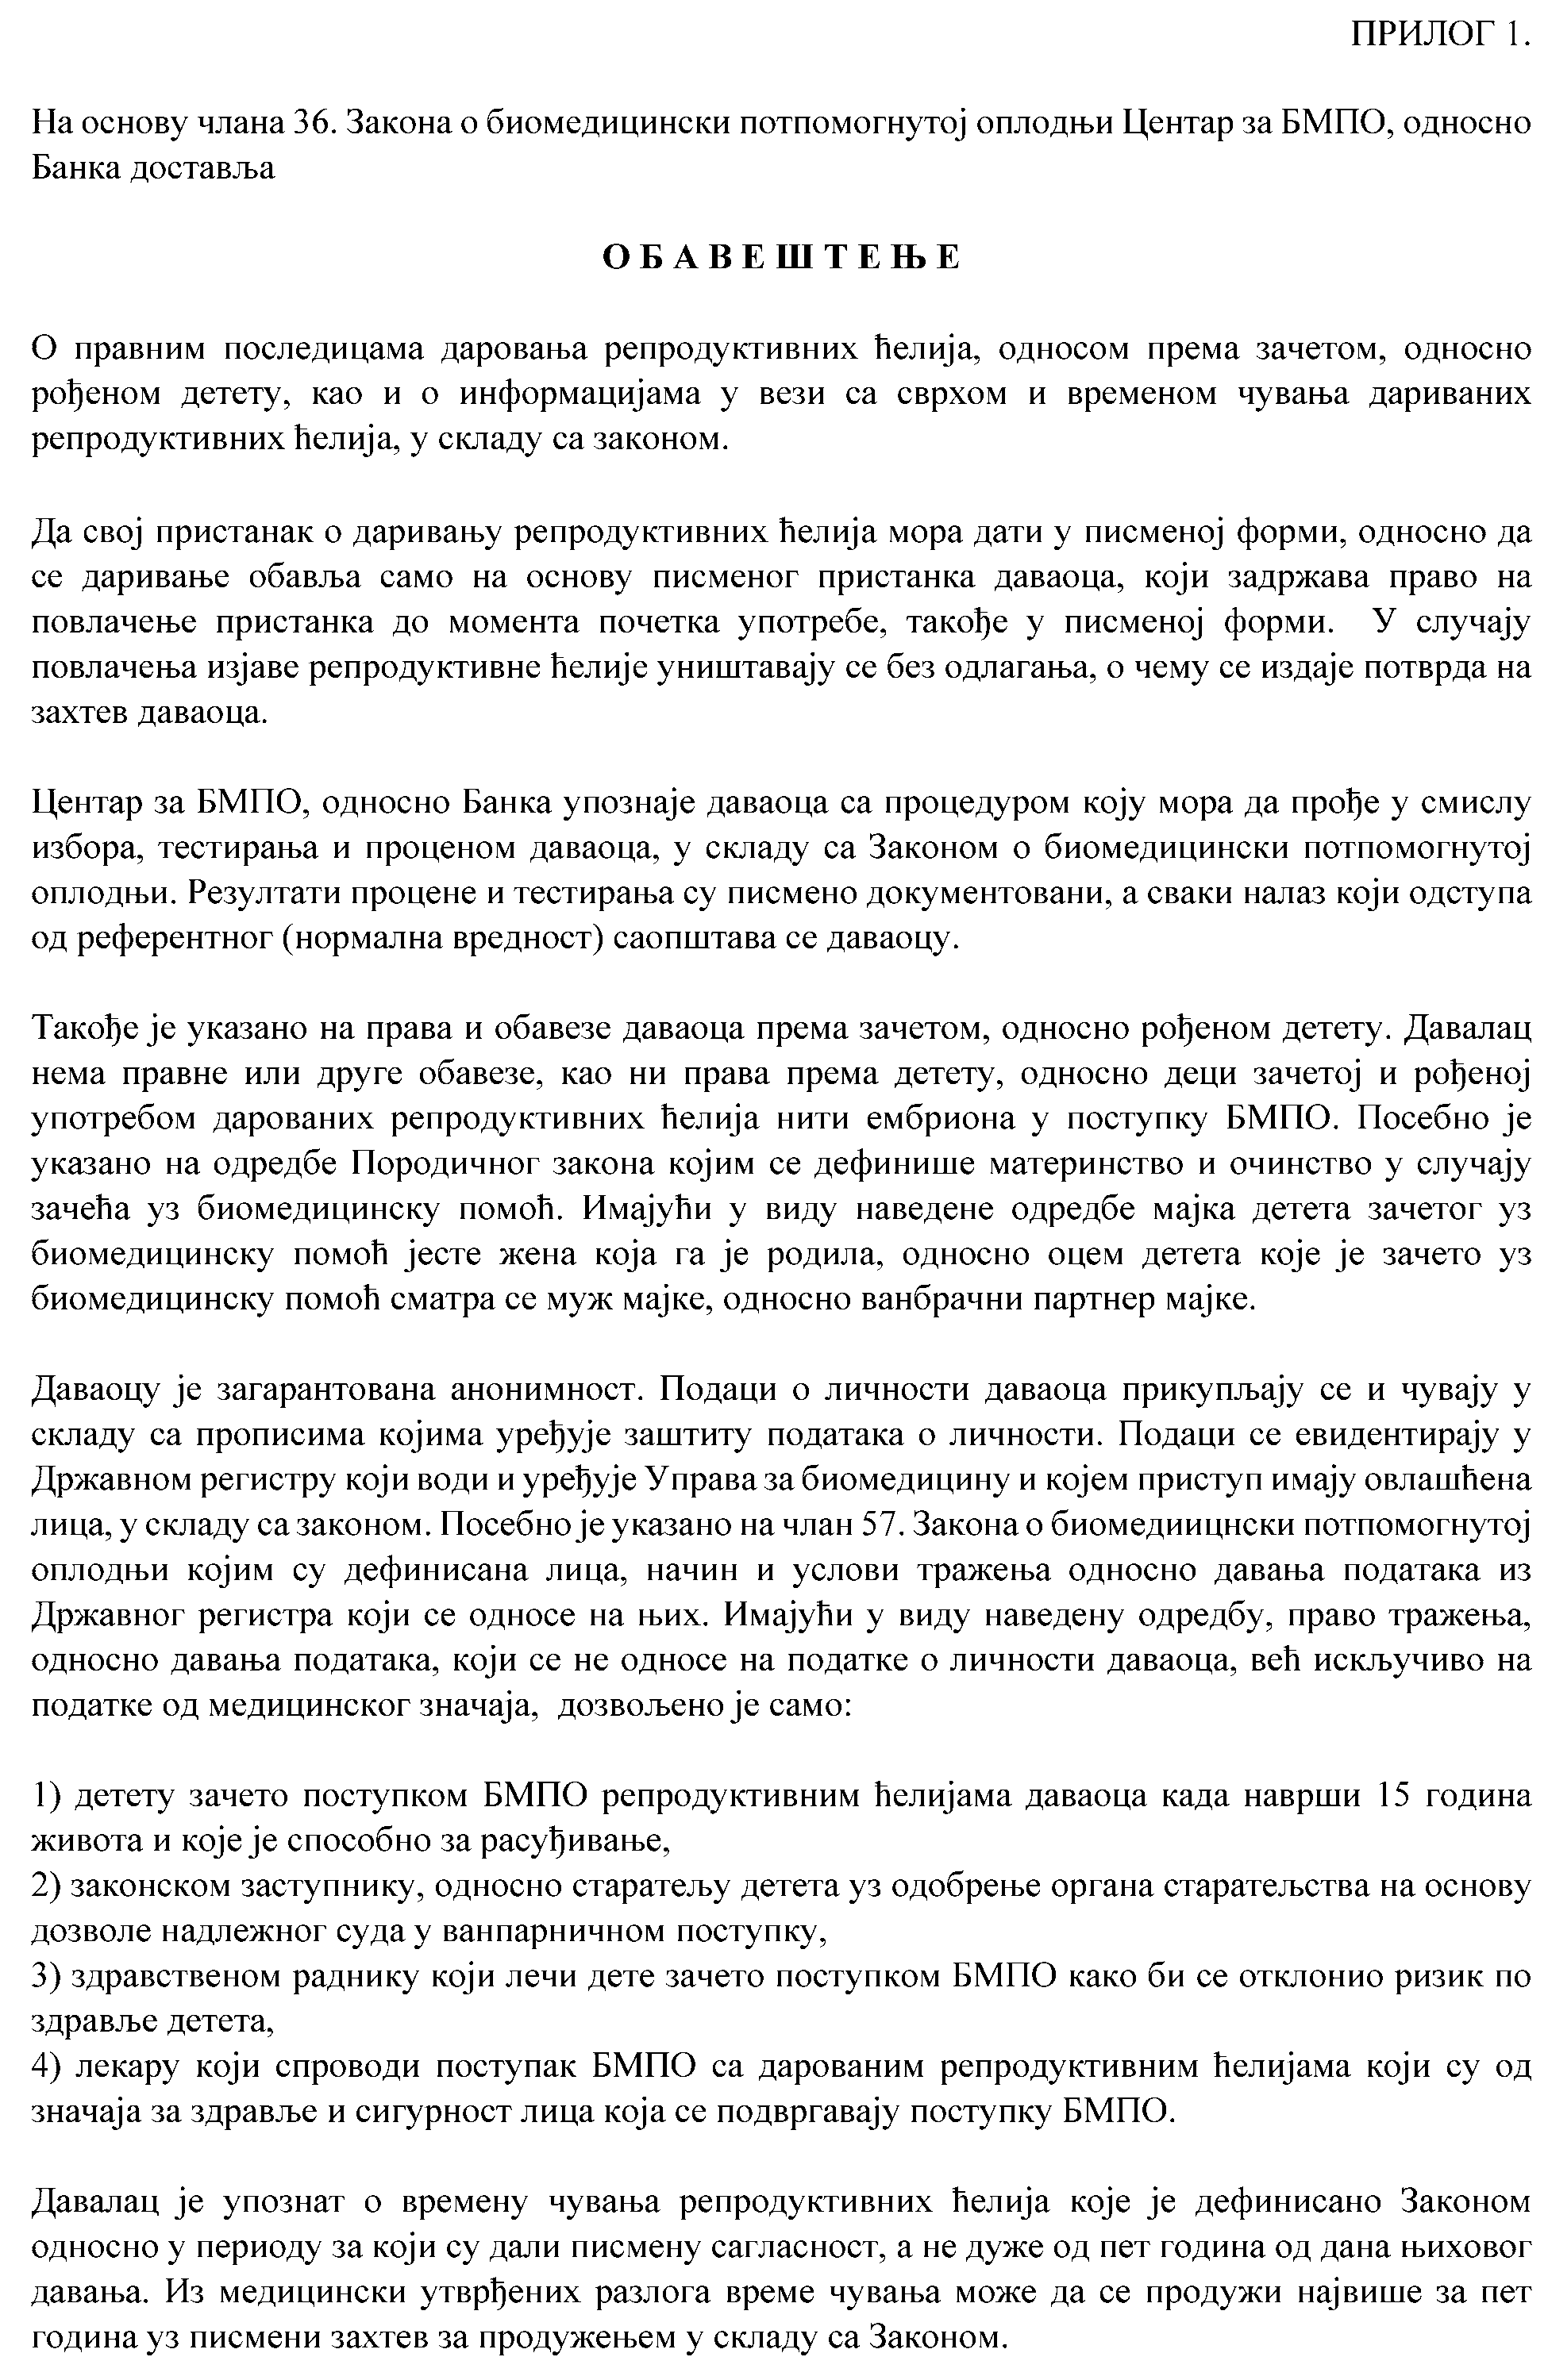 ПРИЛОГ 1.
На основу члана 36. Закона о биомедицински потпомогнутој оплодњи Центар за БМПО, односно
Банка доставља
О Б А В Е Ш Т Е Њ Е
О правним последицама даровања репродуктивних ћелија, односом према зачетом, односно
рођеном детету, као и о информацијама у вези са сврхом и временом чувања дариваних
репродуктивних ћелија, у складу са законом.
Да свој пристанак о даривању репродуктивних ћелија мора дати у писменој форми, односно да
се даривање обавља само на основу писменог пристанка даваоца, који задржава право на
повлачење пристанка до момента почетка употребе, такође у писменој форми.  У случају
повлачења изјаве репродуктивне ћелије уништавају се без одлагања, о чему се издаје потврда на
захтев даваоца.
Центар за БМПО, односно Банка упознаје даваоца са процедуром коју мора да прође у смислу
избора, тестирања и проценом даваоца, у складу са Законом о биомедицински потпомогнутој
оплодњи. Резултати процене и тестирања су писмено документовани, а сваки налаз који одступа
од референтног (нормална вредност) саопштава се даваоцу.
Такође је указано на права и обавезе даваоца према зачетом, односно рођеном детету. Давалац
нема правне или друге обавезе, као ни права према детету, односно деци зачетој и рођеној
употребом дарованих репродуктивних ћелија нити ембриона у поступку БМПО. Посебно је
указано на одредбе Породичног закона којим се дефинише материнство и очинство у случају
зачећа уз биомедицинску помоћ. Имајући у виду наведене одредбе мајка детета зачетог уз
биомедицинску помоћ јесте жена која га је родила, односно оцем детета које је зачето уз
биомедицинску помоћ сматра се муж мајке, односно ванбрачни партнер мајке.
Даваоцу је загарантована анонимност. Подаци о личности даваоца прикупљају се и чувају у
складу са прописима којима уређује заштиту података о личности. Подаци се евидентирају у
Државном регистру који води и уређује Управа за биомедицину и којем приступ имају овлашћена
лица, у складу са законом. Посебно је указано на члан 57. Закона о биомедиицнски потпомогнутој
оплодњи којим су дефинисана лица, начин и услови тражења односно давања података из
Државног регистра који се односе на њих. Имајући у виду наведену одредбу, право тражења,
односно давања података, који се не односе на податке о личности даваоца, већ искључиво на
податке од медицинског значаја,  дозвољено је само:
1) детету зачето поступком БМПО репродуктивним ћелијама даваоца када наврши 15 година
живота и које је способно за расуђивање,
2) законском заступнику, односно старатељу детета уз одобрење органа старатељства на основу
дозволе надлежног суда у ванпарничном поступку,
3) здравственом раднику који лечи дете зачето поступком БМПО како би се отклонио ризик по
здравље детета,
4) лекару који спроводи поступак БМПО са дарованим репродуктивним ћелијама који су од
значаја за здравље и сигурност лица која се подвргавају поступку БМПО.
Давалац је упознат о времену чувања репродуктивних ћелија које је дефинисано Законом
односно у периоду за који су дали писмену сагласност, а не дуже од пет година од дана њиховог
давања. Из медицински утврђених разлога време чувања може да се продужи највише за пет
година уз писмени захтев за продужењем у складу са Законом.